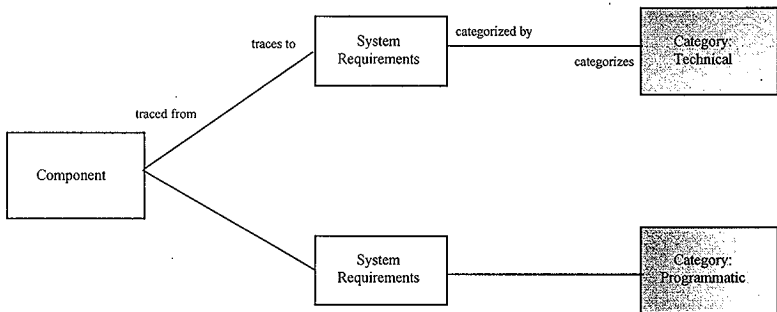 traces to
System
Requirements
categorized by
categorizes
Category:
Technical
traced from
Component
System
Requirements
Category:
Programmatic